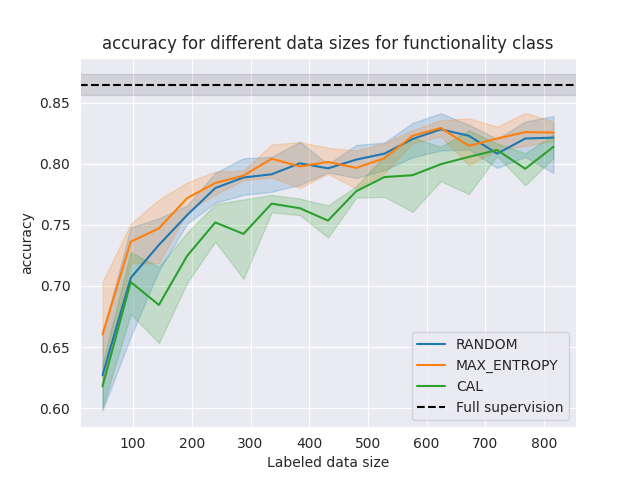 accuracy for different data sizes for functionality class
0.85
0.80
0.75
0.70
0.65
0.60
accuracy
RANDOM
MAX_ENTROPY
CAL
Full supervision
100 200 300 400 500 600 700 800
Labeled data size